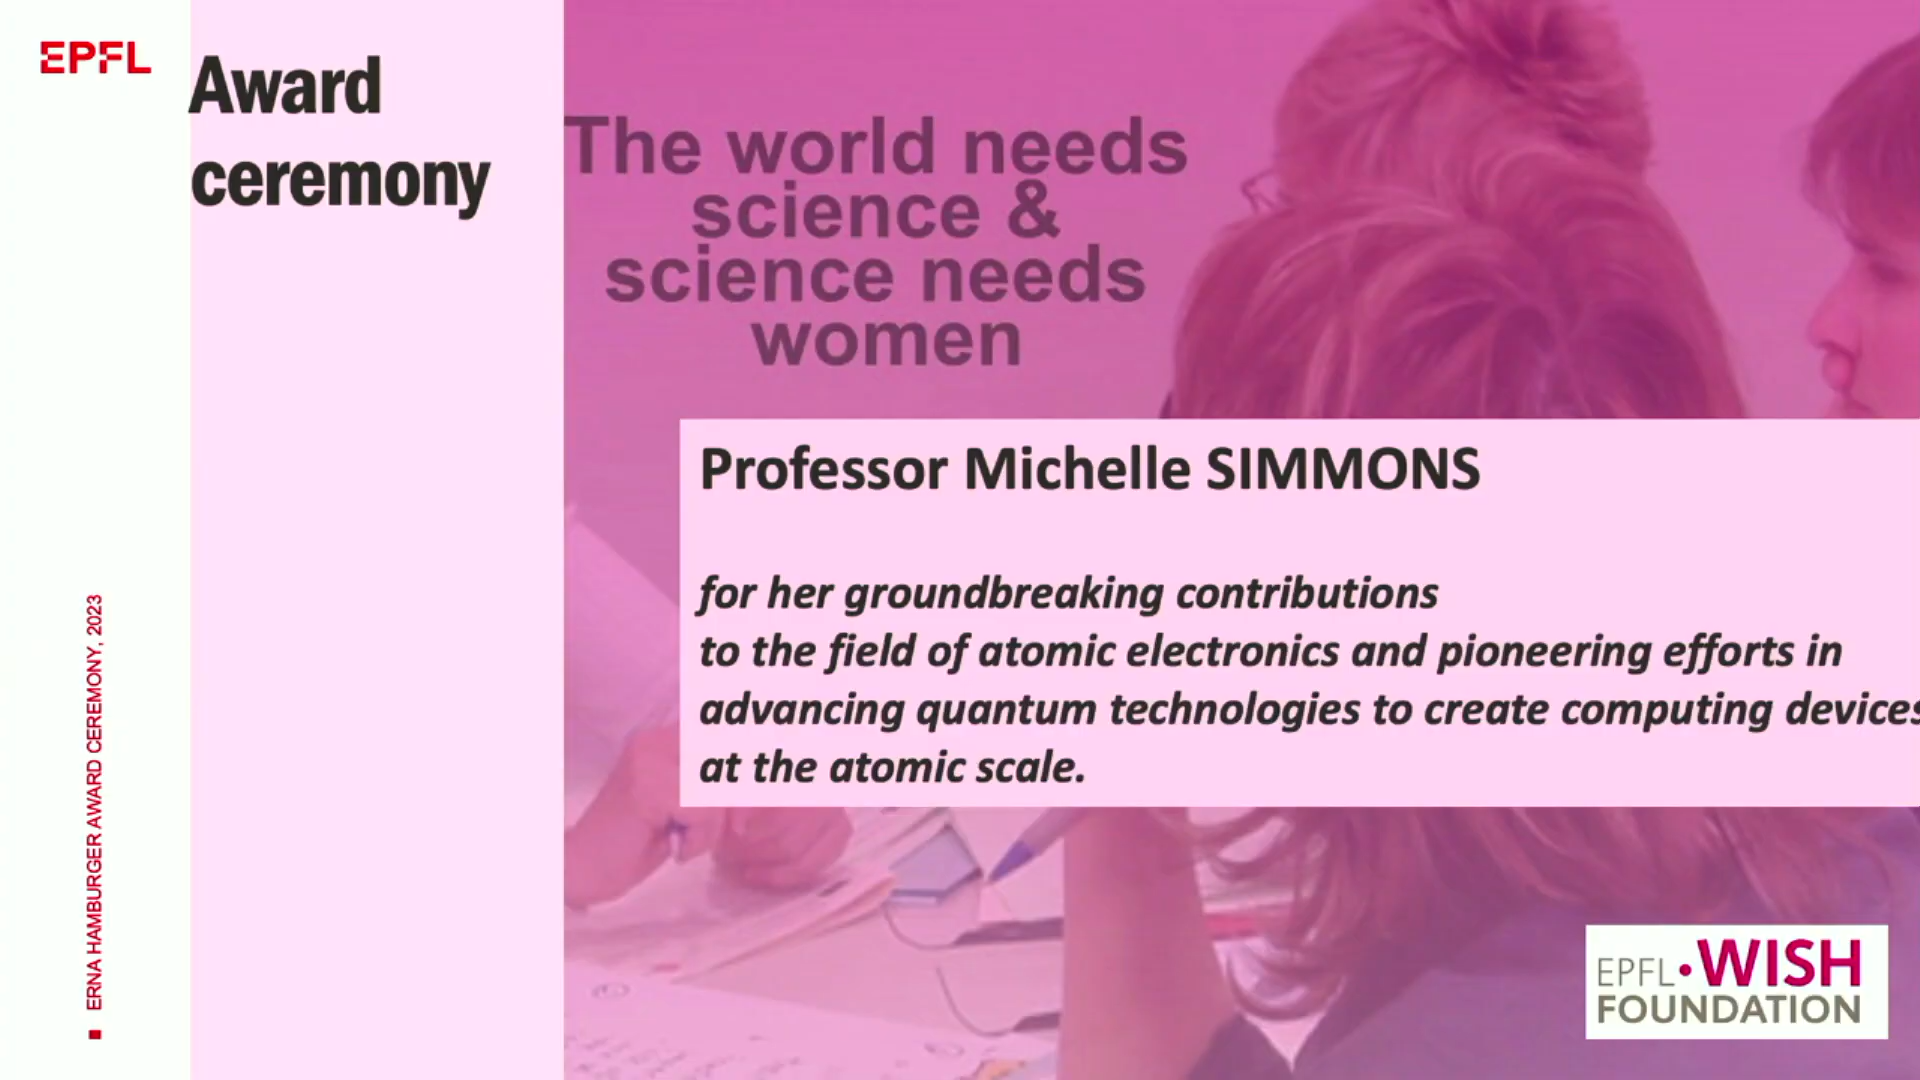 EPFL
Award
ceremony
The world needs
science &
science needs
women
Professor Michelle SIMMONS
for her groundbreaking contributions
to the field of atomic electronics and pioneering efforts in
advancing quantum technologies to create computing devices
at the atomic scale.
ERNA HAMBURGER AWARD CEREMONY, 2023
EPFL•WISH
FOUNDATION